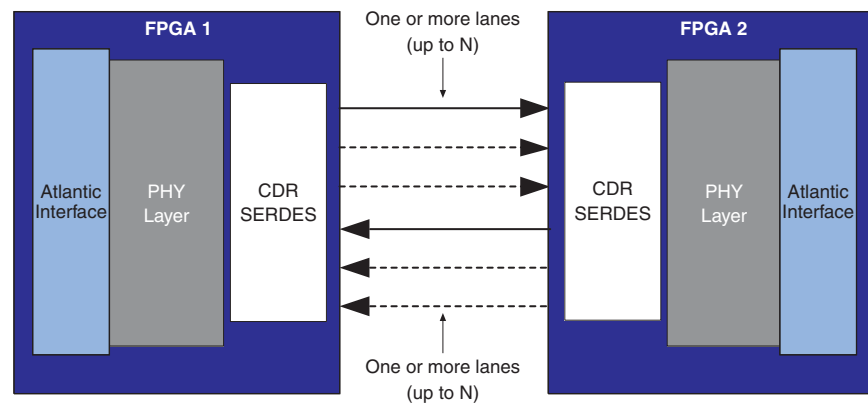 FPGA 1
One or more lanes
(up to N)
FPGA 2
Atlantic
Interface
PHY
Layer
CDR
SERDES
CDR
SERDES
PHY
Layer
Atlantic
Interface
One or more lanes
(up to N)